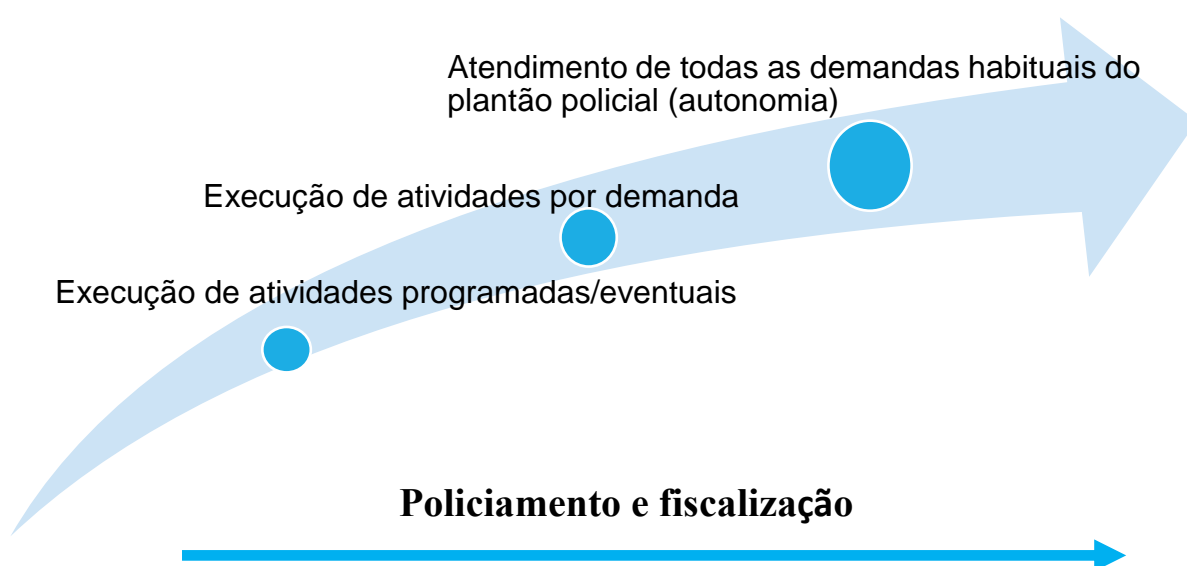 Atendimento de todas as demandas habituais do
plantão policial (autonomia)
Execução de atividades por demanda
Execução de atividades programadas/eventuais
Policiamento e fiscalização